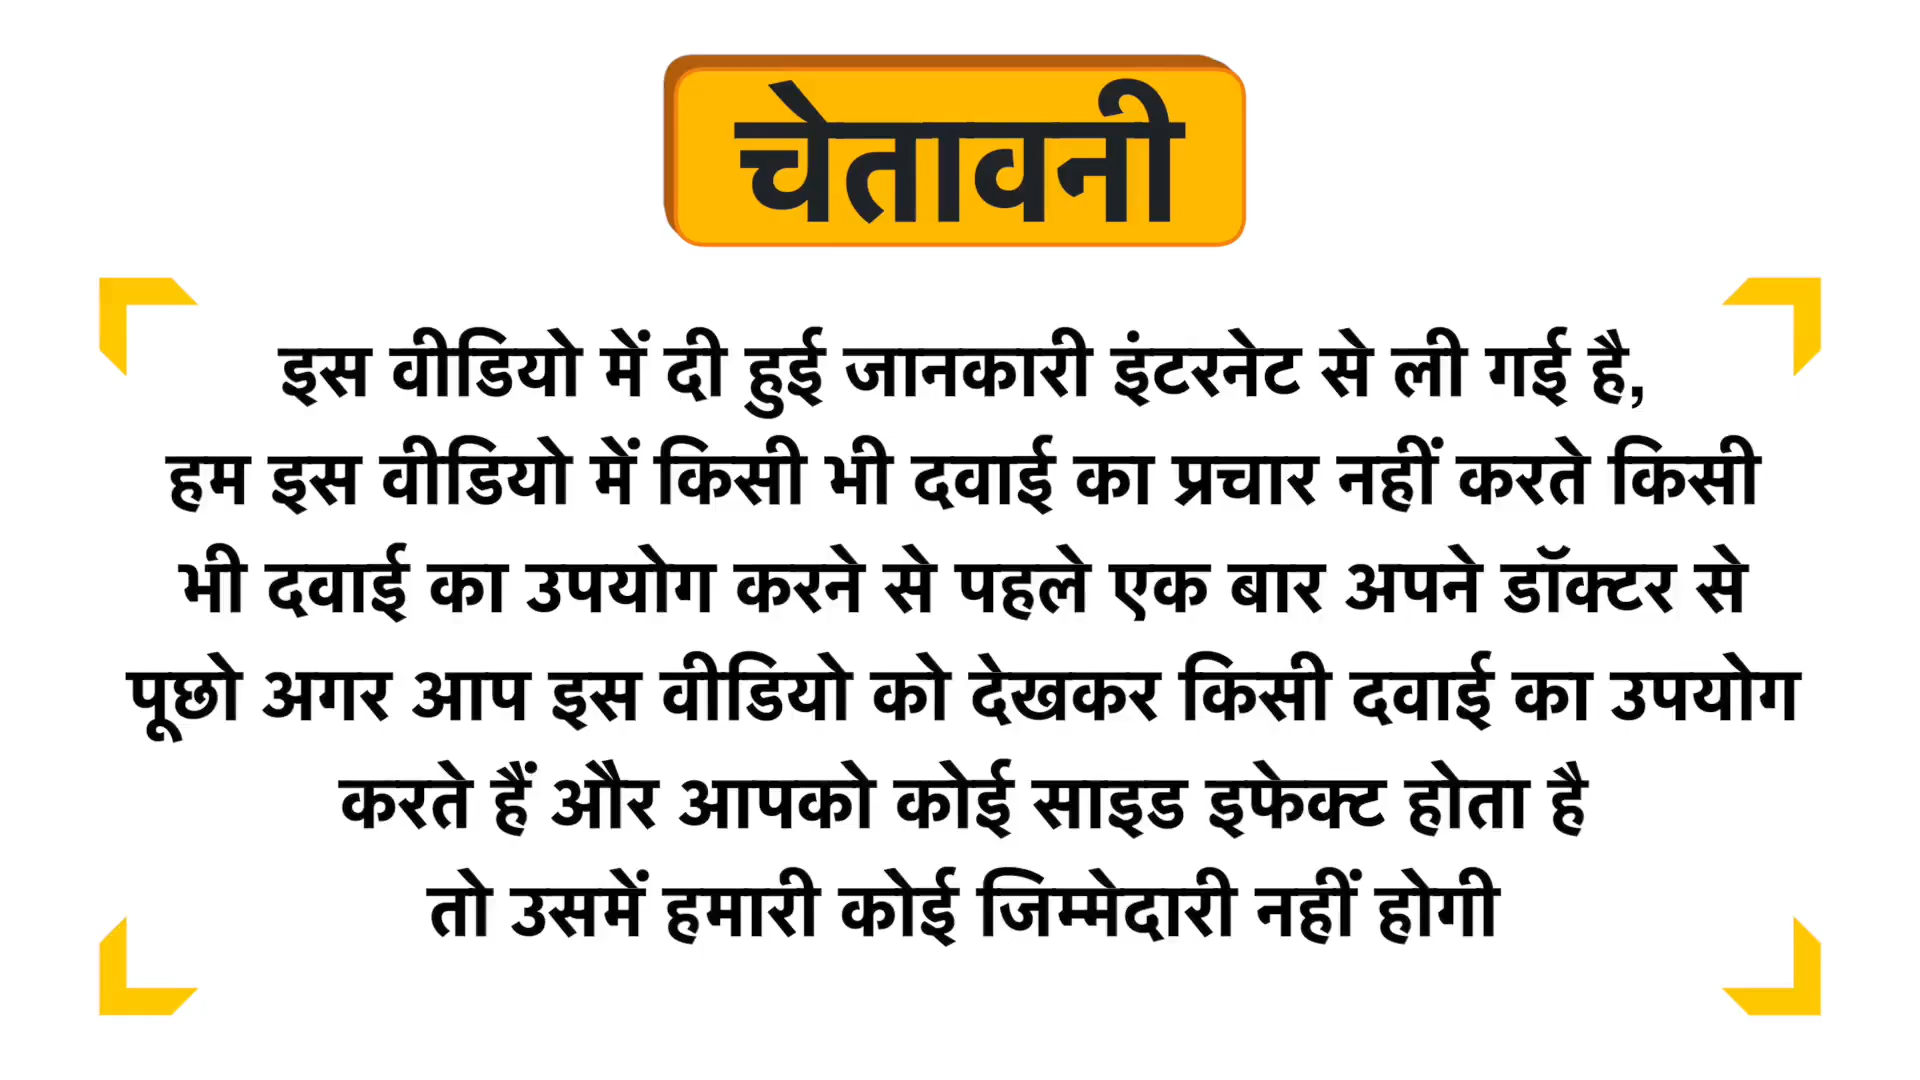 चेतावनी
इस वीडियो में दी हुई जानकारी इंटरनेट से ली गई है,
हम इस वीडियो में किसी भी दवाई का प्रचार नहीं करते किसी
भी दवाई का उपयोग करने से पहले एक बार अपने डॉक्टर से
पूछो अगर आप इस वीडियो को देखकर किसी दवाई का उपयोग
करते हैं और आपको कोई साइड इफेक्ट होता है
तो उसमें हमारी कोई जिम्मेदारी नहीं होगी